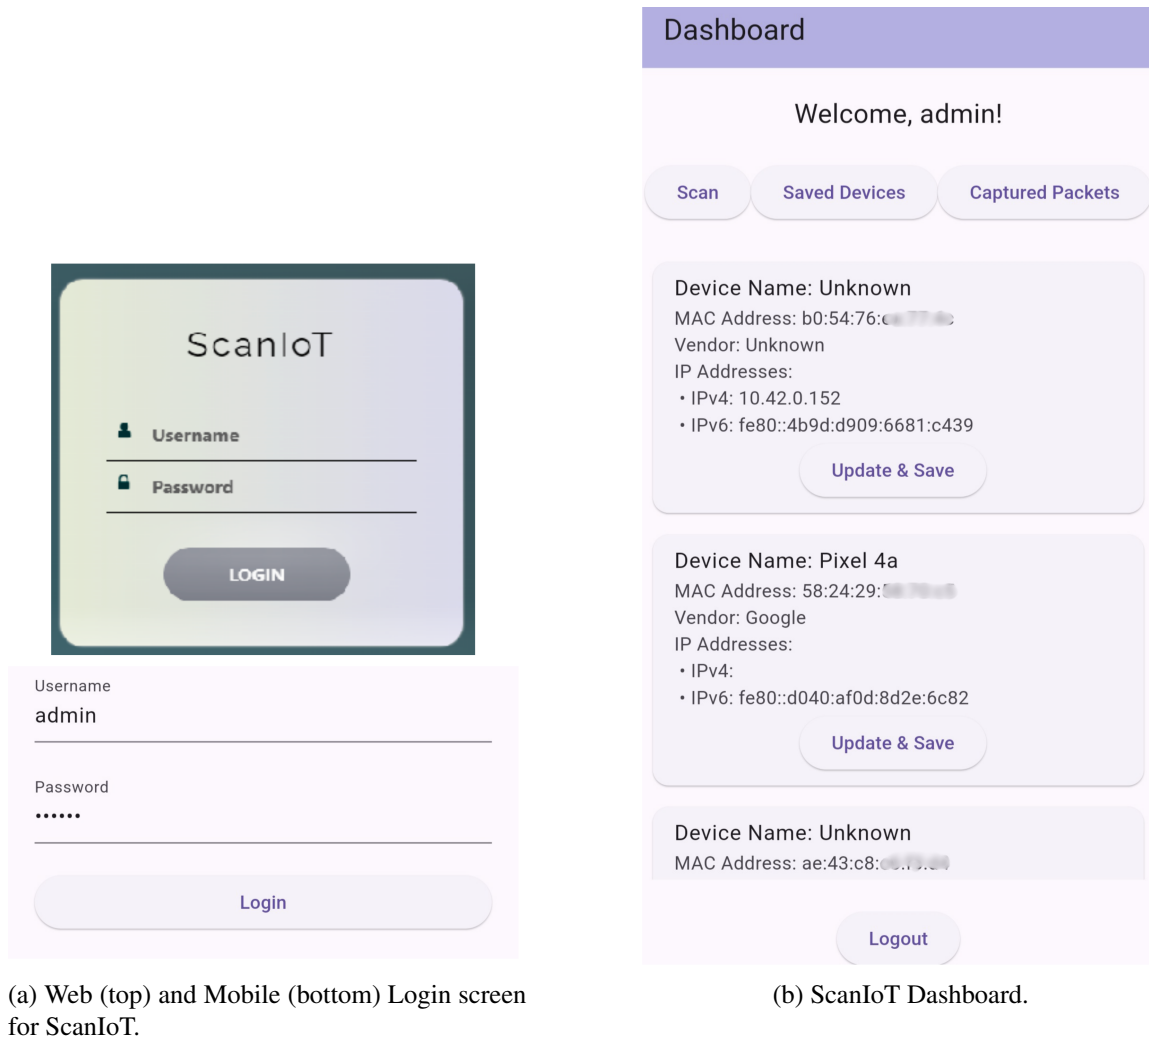 ScanIoT
Username
Password
LOGIN
Username
admin
Password
••••••
Login
(a) Web (top) and Mobile (bottom) Login screen
for ScanIoT.
Dashboard
Welcome, admin!
Scan Saved Devices Captured Packets
Device Name: Unknown
MAC Address: b0:54:76:
Vendor: Unknown
IP Addresses:
• IPv4: 10.42.0.152
• IPv6: fe80::4b9d:d909:6681:c439
Update & Save
Device Name: Pixel 4a
MAC Address: 58:24:29:
Vendor: Google
IP Addresses:
• IPv4:
• IPv6: fe80::d040:af0d:8d2e:6c82
Update & Save
Device Name: Unknown
MAC Address: ae:43:c8:
Logout
(b) ScanIoT Dashboard.